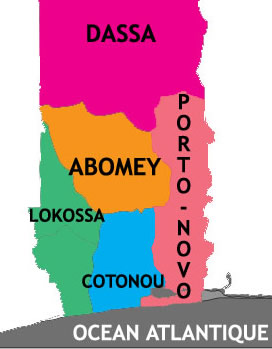 DASSA
PORTO-NOVO
ABOMEY
LOKOSSA
COTONOU
OCEAN ATLANTIQUE